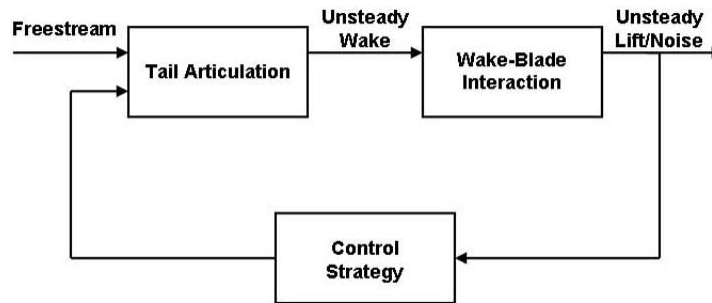 Freestream
Tail Articulation
Unsteady
Wake
Wake-Blade
Interaction
Unsteady
Lift/Noise
Control
Strategy